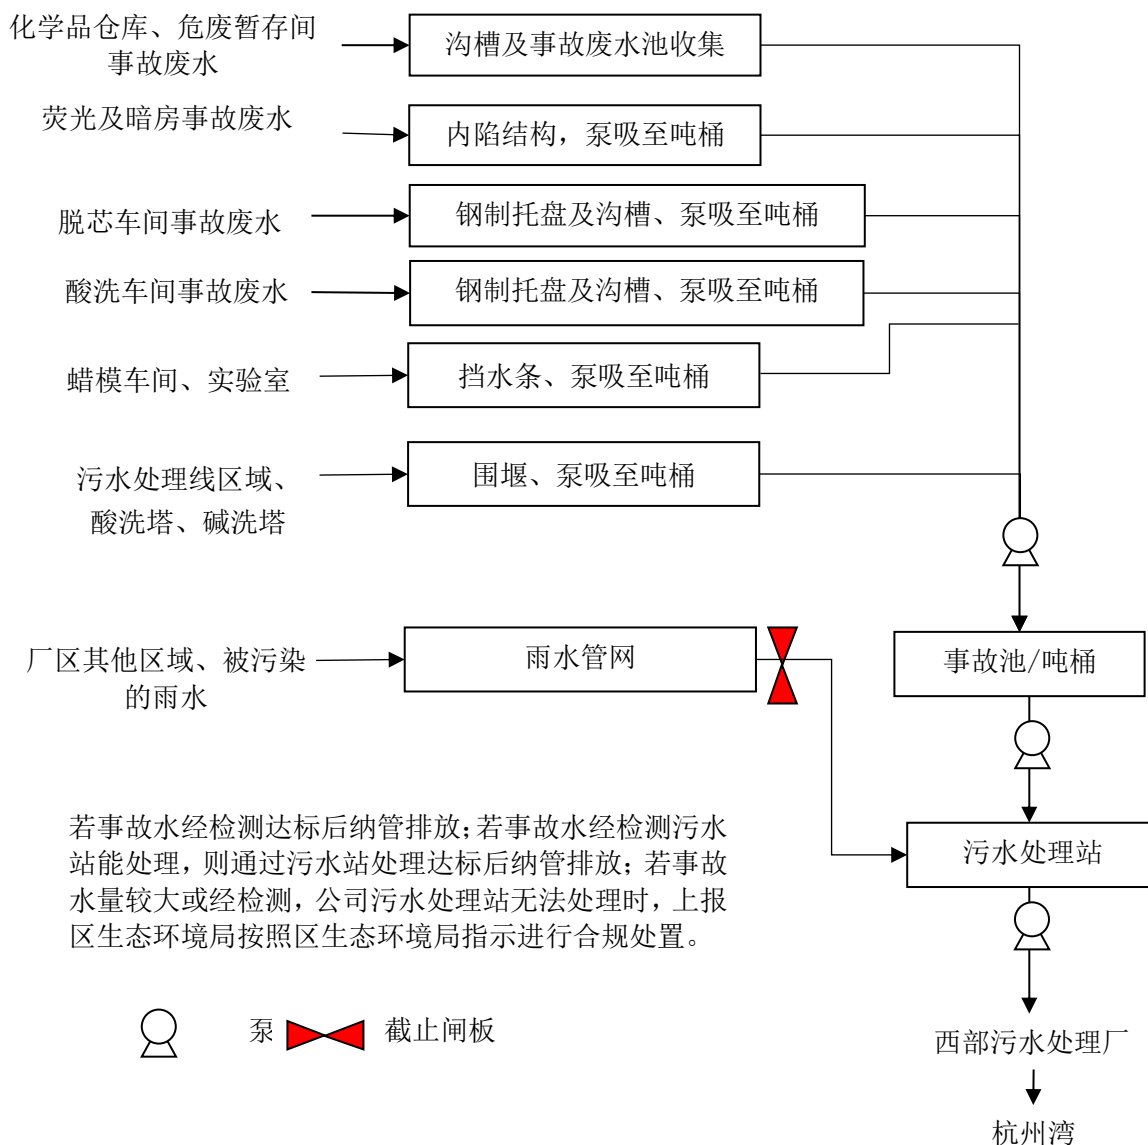 化学品仓库、危废暂存间
事故废水
沟槽及事故废水池收集
荧光及暗房事故废水
内陷结构，泵吸至吨桶
脱芯车间事故废水
钢制托盘及沟槽、泵吸至吨桶
酸洗车间事故废水
钢制托盘及沟槽、泵吸至吨桶
蜡模车间、实验室
挡水条、泵吸至吨桶
污水处理线区域、
酸洗塔、碱洗塔
围堰、泵吸至吨桶
厂区其他区域、被污染
的雨水
雨水管网
事故池/吨桶
污水处理站
若事故水经检测达标后纳管排放；若事故水经检测污水
站能处理，则通过污水站处理达标后纳管排放；若事故
水量较大或经检测，公司污水处理站无法处理时，上报
区生态环境局按照区生态环境局指示进行合规处置。
泵
截止闸板
西部污水处理厂
杭州湾